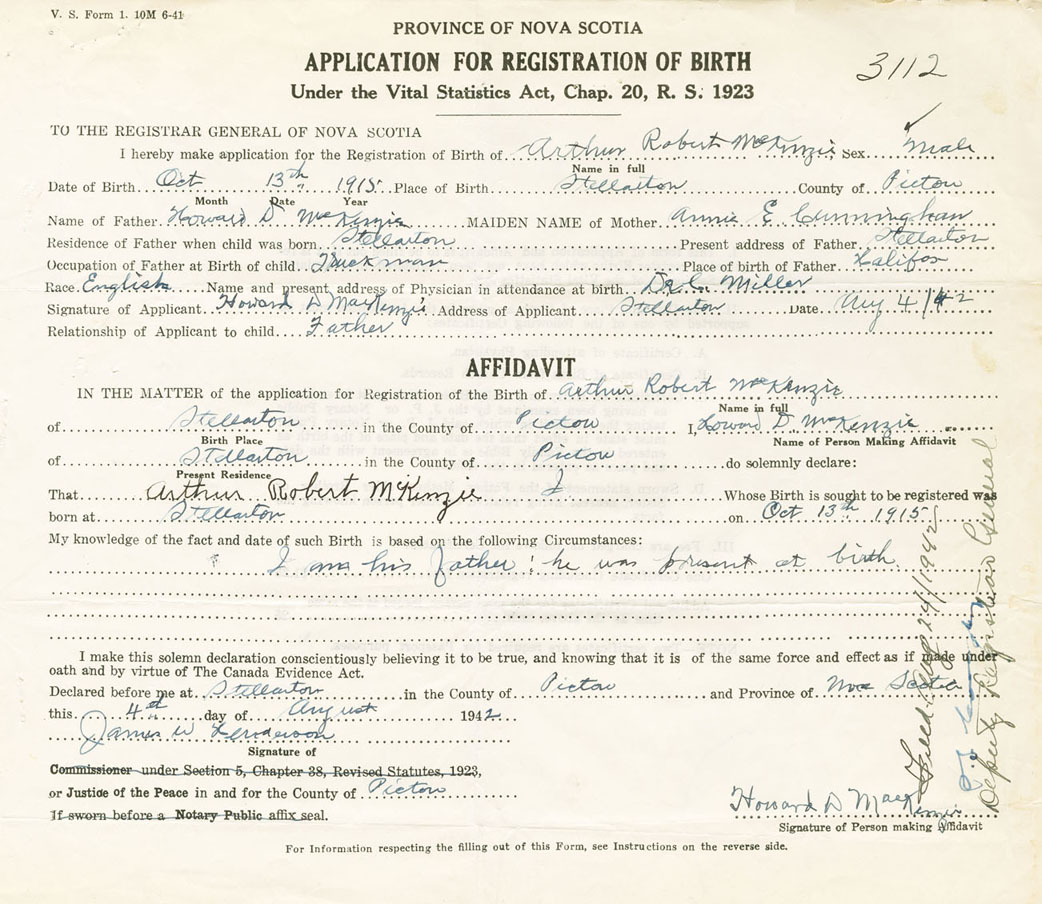 V. S. Form 1. 10M 6-41
PROVINCE OF NOVA SCOTIA
APPLICATION FOR REGISTRATION OF BIRTH
3112
Under the Vital Statistics Act, Chap. 20, R. S. 1923
TO THE REGISTRAR GENERAL OF NOVA SCOTIA
I hereby make application for the Registration of Birth of Arthur Robert McKenzie Sex Male
Name in full
Date of Birth Oct 13th 1915 Place of Birth Stellarton County of Pictou
Month Date Year
Name of Father Howard D McKenzie MAIDEN NAME of Mother Annie E Cunningham
Residence of Father when child was born Stellarton Present address of Father Stellarton
Occupation of Father at Birth of child Truckman Place of birth of Father Halifax
Race English Name and present address of Physician in attendance at birth Dr C. Miller
Signature of Applicant Howard D MacKenzie Address of Applicant Stellarton Date Aug 4/42
Relationship of Applicant to child Father
AFFIDAVIT
IN THE MATTER of the application for Registration of the Birth of Arthur Robert McKenzie
Name in full
of Stellarton in the County of Pictou I, Howard D. McKenzie
Birth Place Name of Person Making Affidavit
of Stellarton in the County of Pictou do solemnly declare:
Present Residence
That Arthur Robert McKenzie Whose Birth is sought to be registered was
born at Stellarton on Oct 13th 1915
My knowledge of the fact and date of such Birth is based on the following Circumstances:
I am his Father; he was present at birth
I make this solemn declaration conscientiously believing it to be true, and knowing that it is of the same force and effect as if made under
oath and by virtue of The Canada Evidence Act.
Declared before me at Stellarton in the County of Pictou and Province of Nova Scotia
this 4th day of August 1942
James W Henderson
Signature of
Commissioner under Section 5, Chapter 38, Revised Statutes, 1923,
or Justice of the Peace in and for the County of Pictou
If sworn before a Notary Public affix seal.
Howard D MacKenzie
Signature of Person making Affidavit
For Information respecting the filling out of this Form, see Instructions on the reverse side.
Filed Aug. 24/1942
Deputy Registrar General